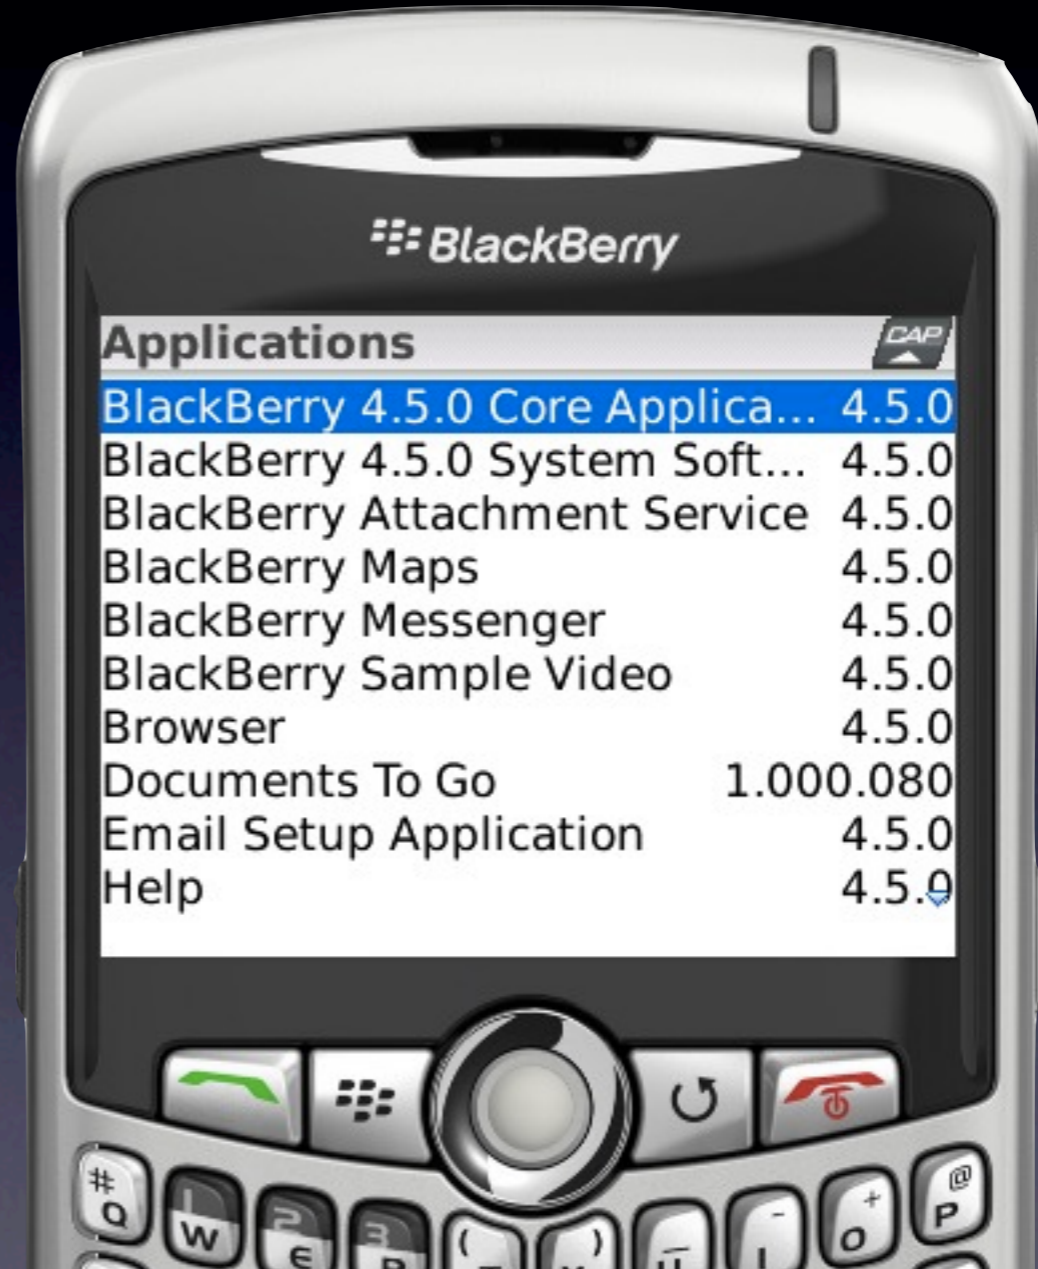 BlackBerry
Applications CAP
BlackBerry 4.5.0 Core Applica... 4.5.0
BlackBerry 4.5.0 System Soft... 4.5.0
BlackBerry Attachment Service 4.5.0
BlackBerry Maps 4.5.0
BlackBerry Messenger 4.5.0
BlackBerry Sample Video 4.5.0
Browser 4.5.0
Documents To Go 1.000.080
Email Setup Application 4.5.0
Help 4.5.0
# 1 2 3 ( ) _ - + @
Q W E R U I O P